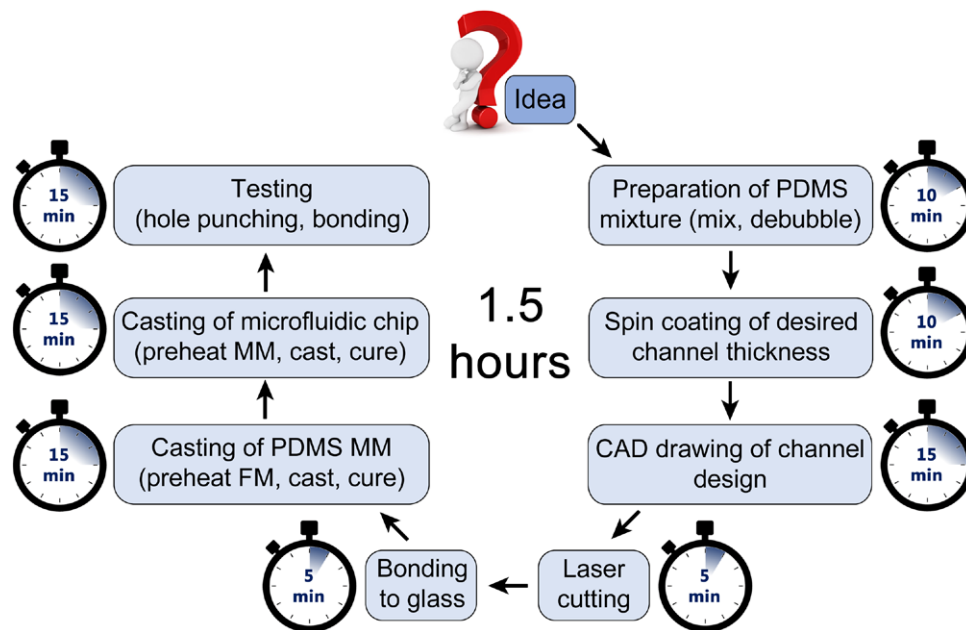 Idea
Preparation of PDMS
mixture (mix, debubble)
10
min
Spin coating of desired
channel thickness
10
min
CAD drawing of channel
design
15
min
Laser
cutting
5
min
Bonding
to glass
5
min
Casting of PDMS MM
(preheat FM, cast, cure)
15
min
Casting of microfluidic chip
(preheat MM, cast, cure)
15
min
Testing
(hole punching, bonding)
15
min
1.5
hours